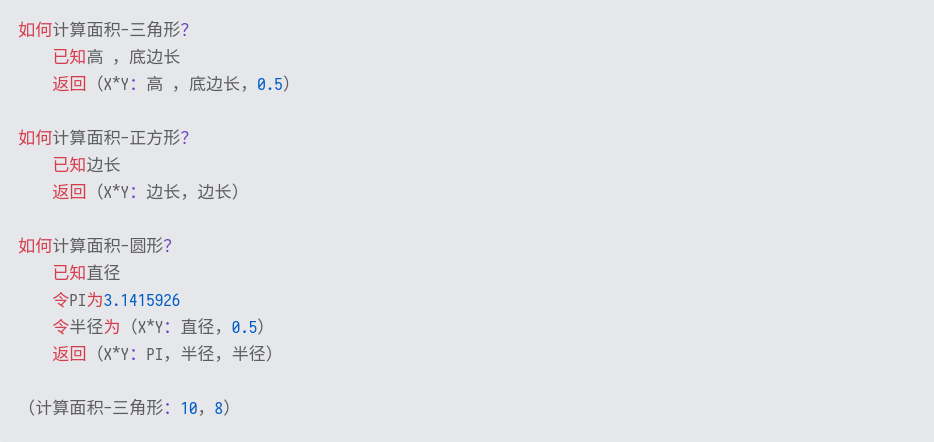 如何计算面积-三角形？
    已知高 ，底边长
    返回（X*Y：高 ，底边长，0.5）
如何计算面积-正方形？
    已知边长
    返回（X*Y：边长，边长）
如何计算面积-圆形？
    已知直径
    令PI为3.1415926
    令半径为（X*Y：直径，0.5）
    返回（X*Y：PI，半径，半径）
（计算面积-三角形：10，8）